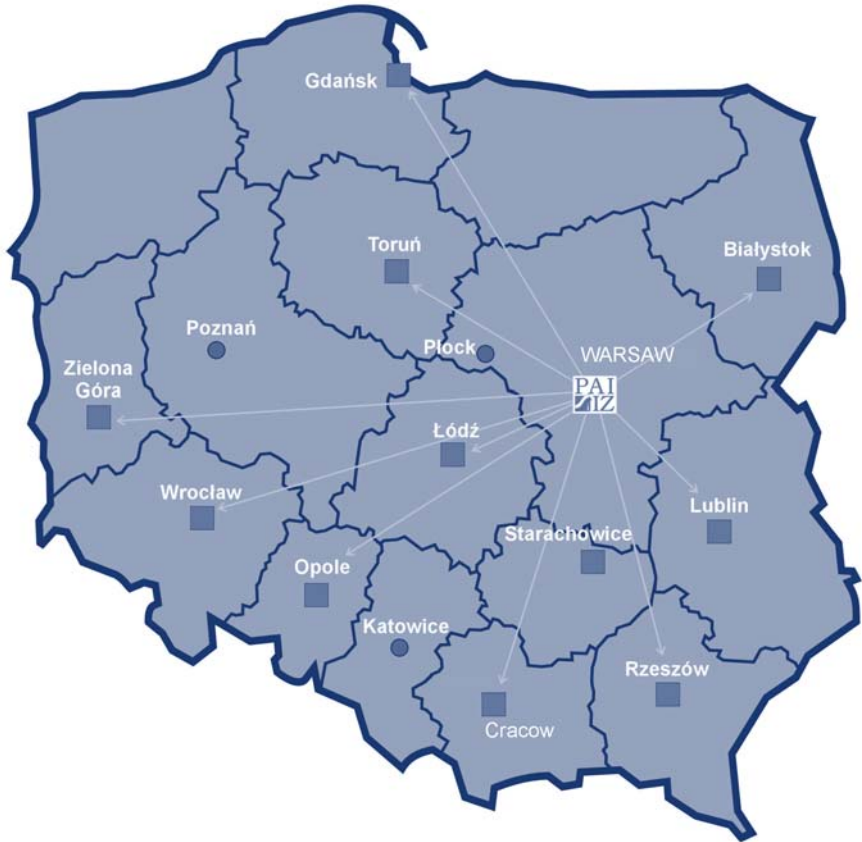 Gdańsk
Toruń
Białystok
Poznań
Płock
WARSAW
PAI
IZ
Zielona
Góra
Łódź
Wrocław
Lublin
Starachowice
Opole
Katowice
Rzeszów
Cracow